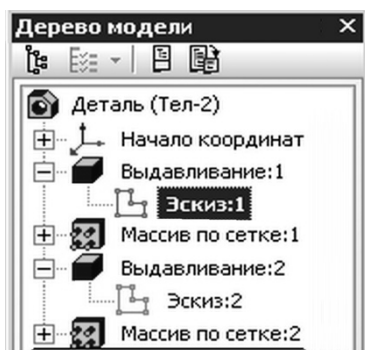 Дерево модели
Деталь (Тел-2)
Начало координат
Выдавливание:1
Эскиз:1
Массив по сетке:1
Выдавливание:2
Эскиз:2
Массив по сетке:2